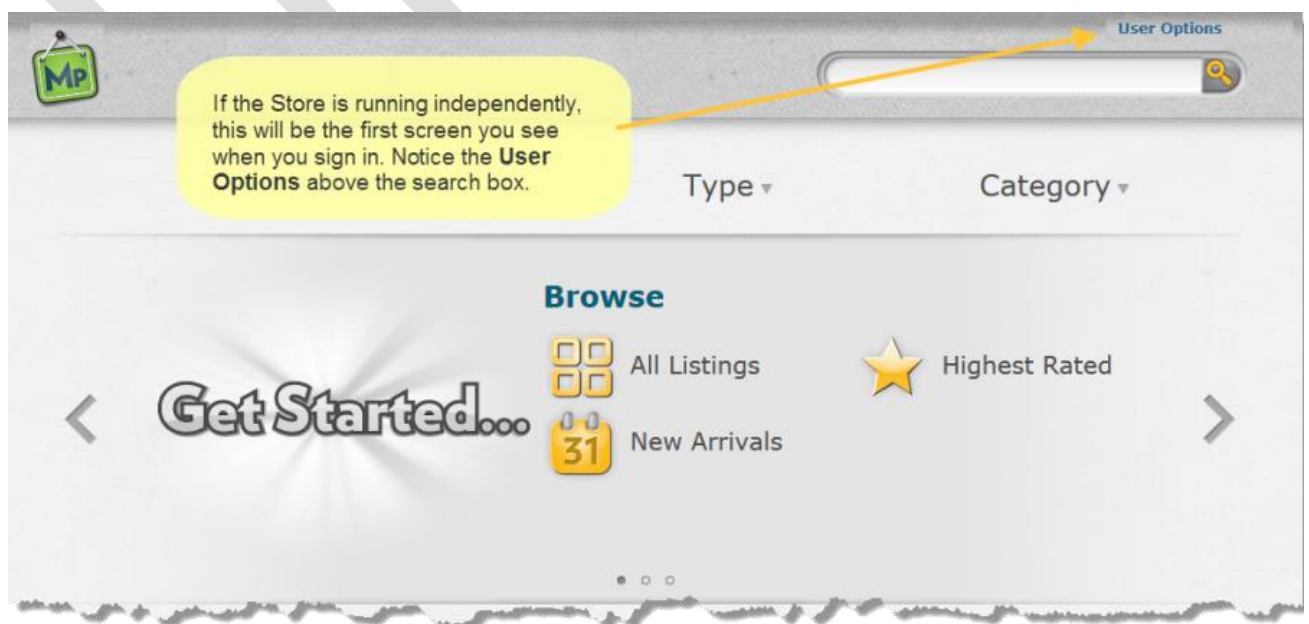 User Options
MP
If the Store is running independently,
this will be the first screen you see
when you sign in. Notice the User
Options above the search box.
Type
Category
Browse
All Listings
Highest Rated
Get Started...
31
New Arrivals